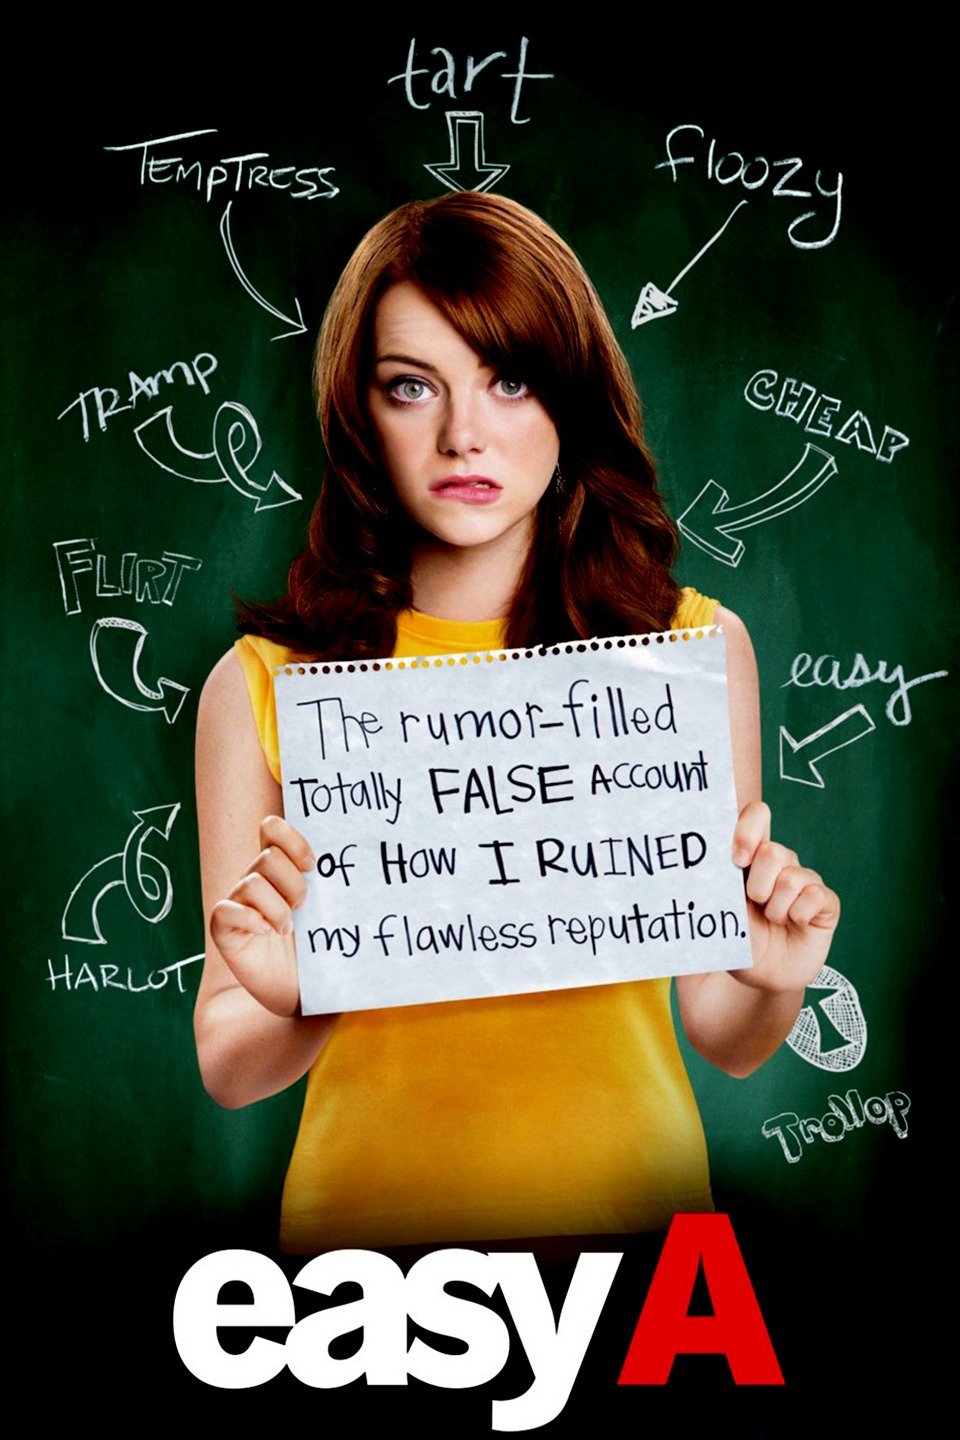 tart
TEMPTRESS
floozy
TRAMP
CHEAP
FLIRT
easy
The rumor-filled
Totally FALSE Account
of How I RUINED
my flawless reputation.
HARLOT
Trollop
easy A